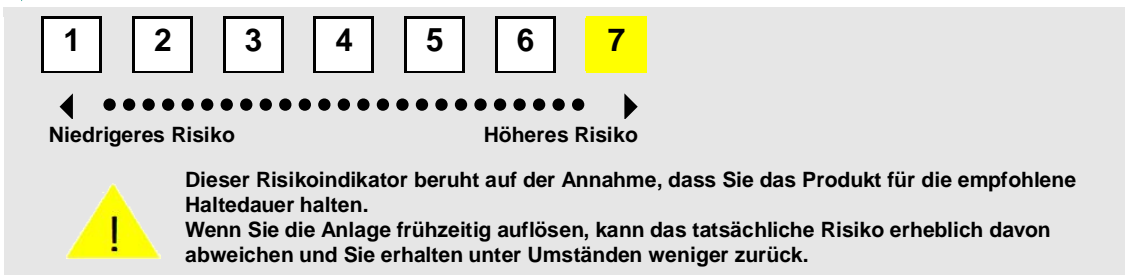 1 2 3 4 5 6 7
Niedrigeres Risiko Höheres Risiko
Dieser Risikoindikator beruht auf der Annahme, dass Sie das Produkt für die empfohlene
Haltedauer halten.
! Wenn Sie die Anlage frühzeitig auflösen, kann das tatsächliche Risiko erheblich davon
abweichen und Sie erhalten unter Umständen weniger zurück.